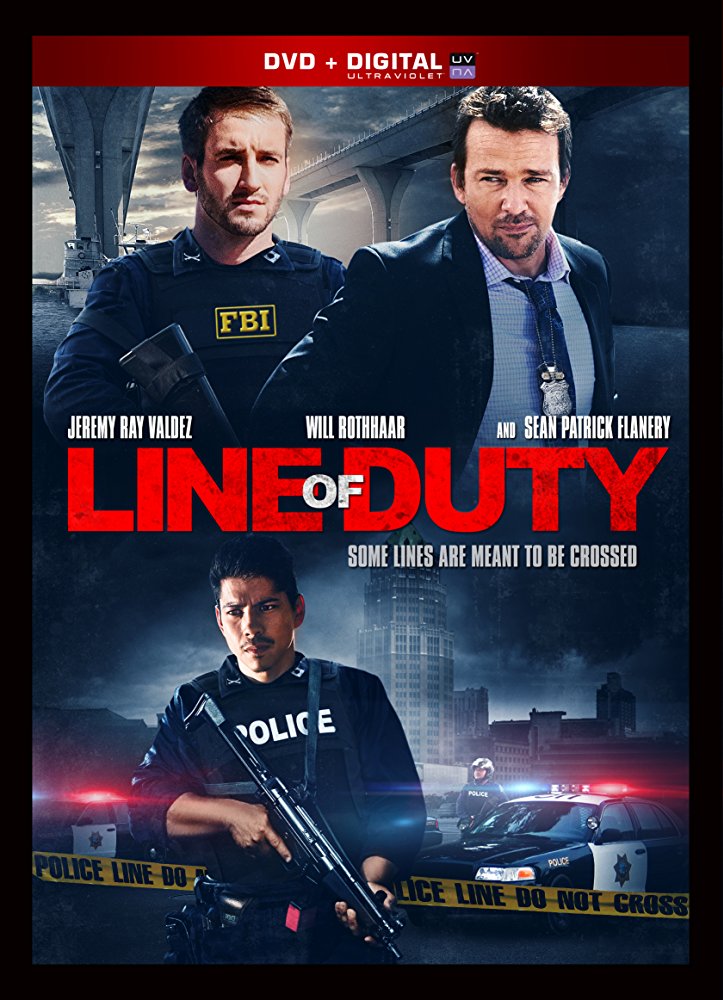 DVD + DIGITAL UV
ULTRAVIOLET
FBI
JEREMY RAY VALDEZ WILL ROTHHAAR AND SEAN PATRICK FLANERY
LINE OF DUTY
SOME LINES ARE MEANT TO BE CROSSED
POLICE
POLICE
POLICE
POLICE LINE DO N
LICE LINE DO NOT CROSS